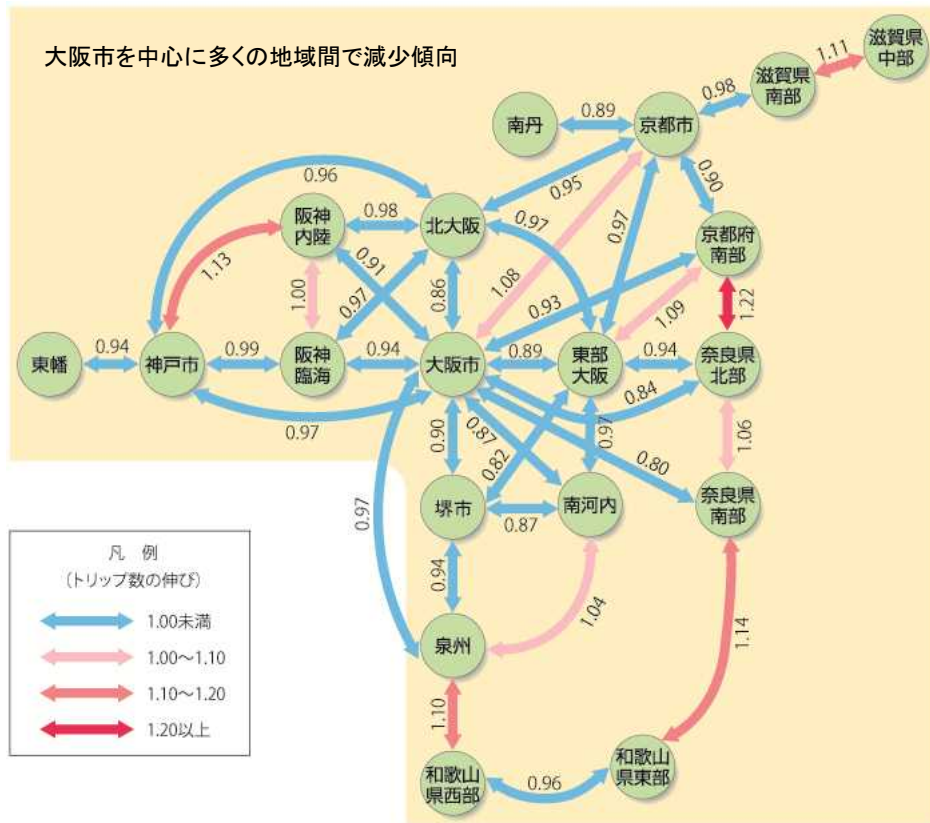 大阪市を中心に多くの地域間で減少傾向
滋賀県
中部
1.11
滋賀県
南部
0.98
南丹
0.89
京都市
0.96
0.95
0.90
阪神
内陸
0.98
北大阪
0.97
0.97
京都府
南部
1.13
0.91
1.08
1.00
0.97
0.86
0.93
1.09
1.22
東幡
0.94
神戸市
0.99
阪神
臨海
0.94
大阪市
0.89
東部
大阪
0.94
奈良県
北部
0.84
0.97
0.90
0.87
0.82
0.97
0.80
1.06
0.97
堺市
0.87
南河内
奈良県
南部
凡 例
(トリップ数の伸び)
1.00未満
1.00～1.10
1.10～1.20
1.20以上
0.94
1.04
1.14
泉州
1.10
和歌山
県西部
0.96
和歌山
県東部